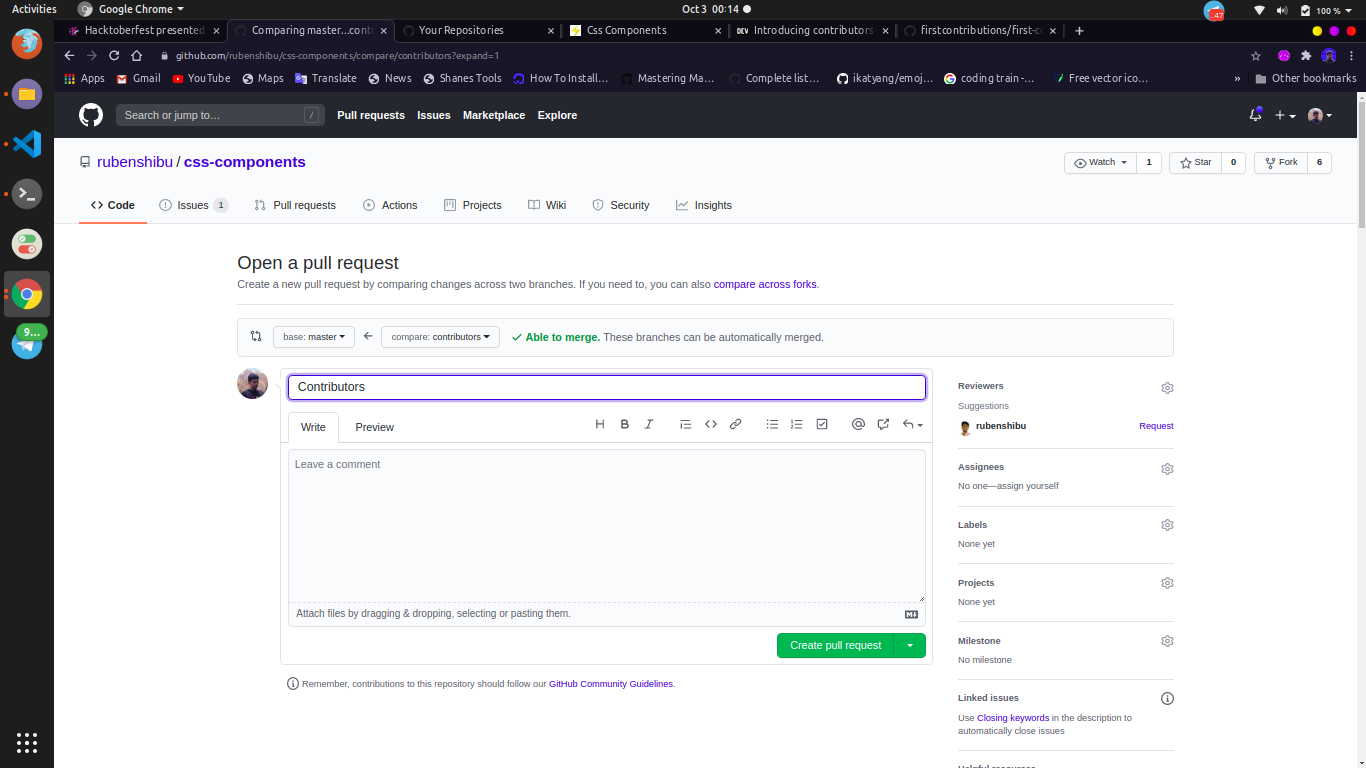 Activities
Google Chrome
Oct 3 00:14
47
100 %
Hacktoberfest presented
Comparing master...cont
Your Repositories
Css Components
DEV Introducing contributors-
firstcontributions/first-c
github.com/rubenshibu/css-components/compare/contributors?expand=1
Apps
Gmail
YouTube
Maps
Translate
News
Shanes Tools
How To Install...
Mastering Ma...
Complete list...
ikatyang/emoj...
coding train -...
Free vector ico...
»
Other bookmarks
Search or jump to...
/
Pull requests
Issues
Marketplace
Explore
rubenshibu / css-components
Watch
1
Star
0
Fork
6
Code
Issues 1
Pull requests
Actions
Projects
Wiki
Security
Insights
Open a pull request
Create a new pull request by comparing changes across two branches. If you need to, you can also compare across forks.
base: master
compare: contributors
Able to merge. These branches can be automatically merged.
Contributors
Write
Preview
H B I
Leave a comment
Attach files by dragging & dropping, selecting or pasting them.
Create pull request
Remember, contributions to this repository should follow our GitHub Community Guidelines.
Reviewers
Suggestions
rubenshibu
Request
Assignees
No one—assign yourself
Labels
None yet
Projects
None yet
Milestone
No milestone
Linked issues
Use Closing keywords in the description to
automatically close issues
Helpful resources
9...